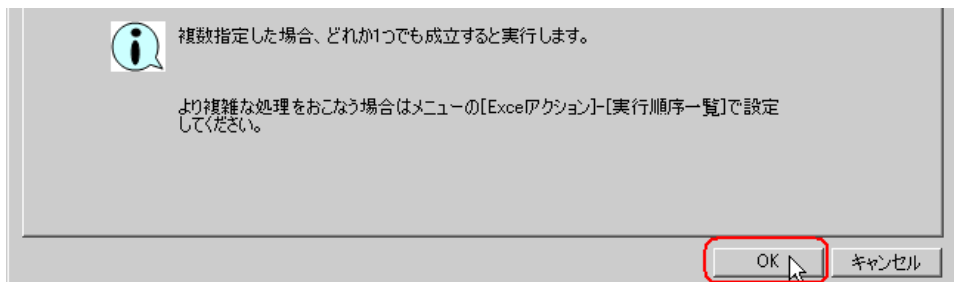 複数指定した場合、どれか1つでも成立すると実行します。
より複雑な処理をおこなう場合はメニューの[Excelアクション]-[実行順序一覧]で設定
してください。
OK
キャンセル